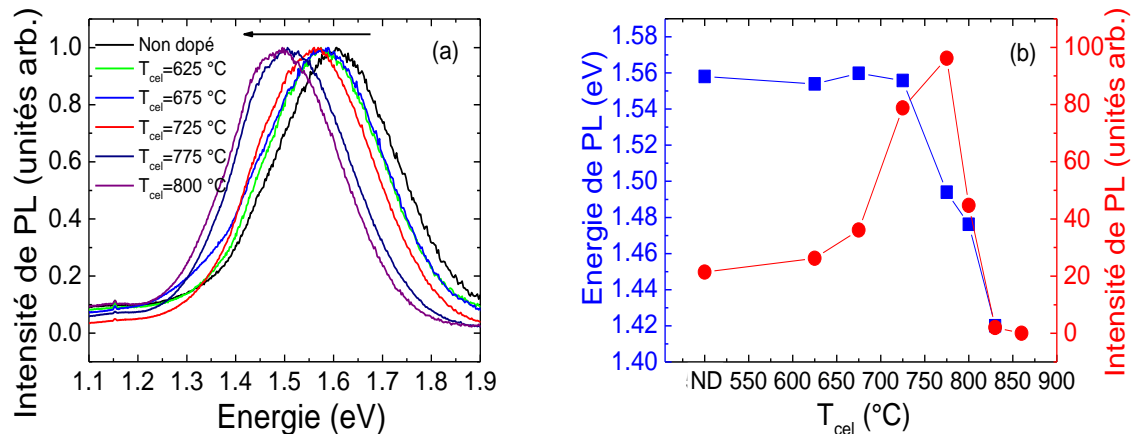 Intensité de PL (unités arb.)
1.0
0.8
0.6
0.4
0.2
0.0
(a)
Non dopé
Tcel=625 °C
Tcel=675 °C
Tcel=725 °C
Tcel=775 °C
Tcel=800 °C
1.1 1.2 1.3 1.4 1.5 1.6 1.7 1.8 1.9
Energie (eV)
Energie de PL (eV)
1.58
1.56
1.54
1.52
1.50
1.48
1.46
1.44
1.42
1.40
(b)
100
80
60
40
20
0
Intensité de PL (unités arb.)
ND 550 600 650 700 750 800 850 900
Tcel (°C)